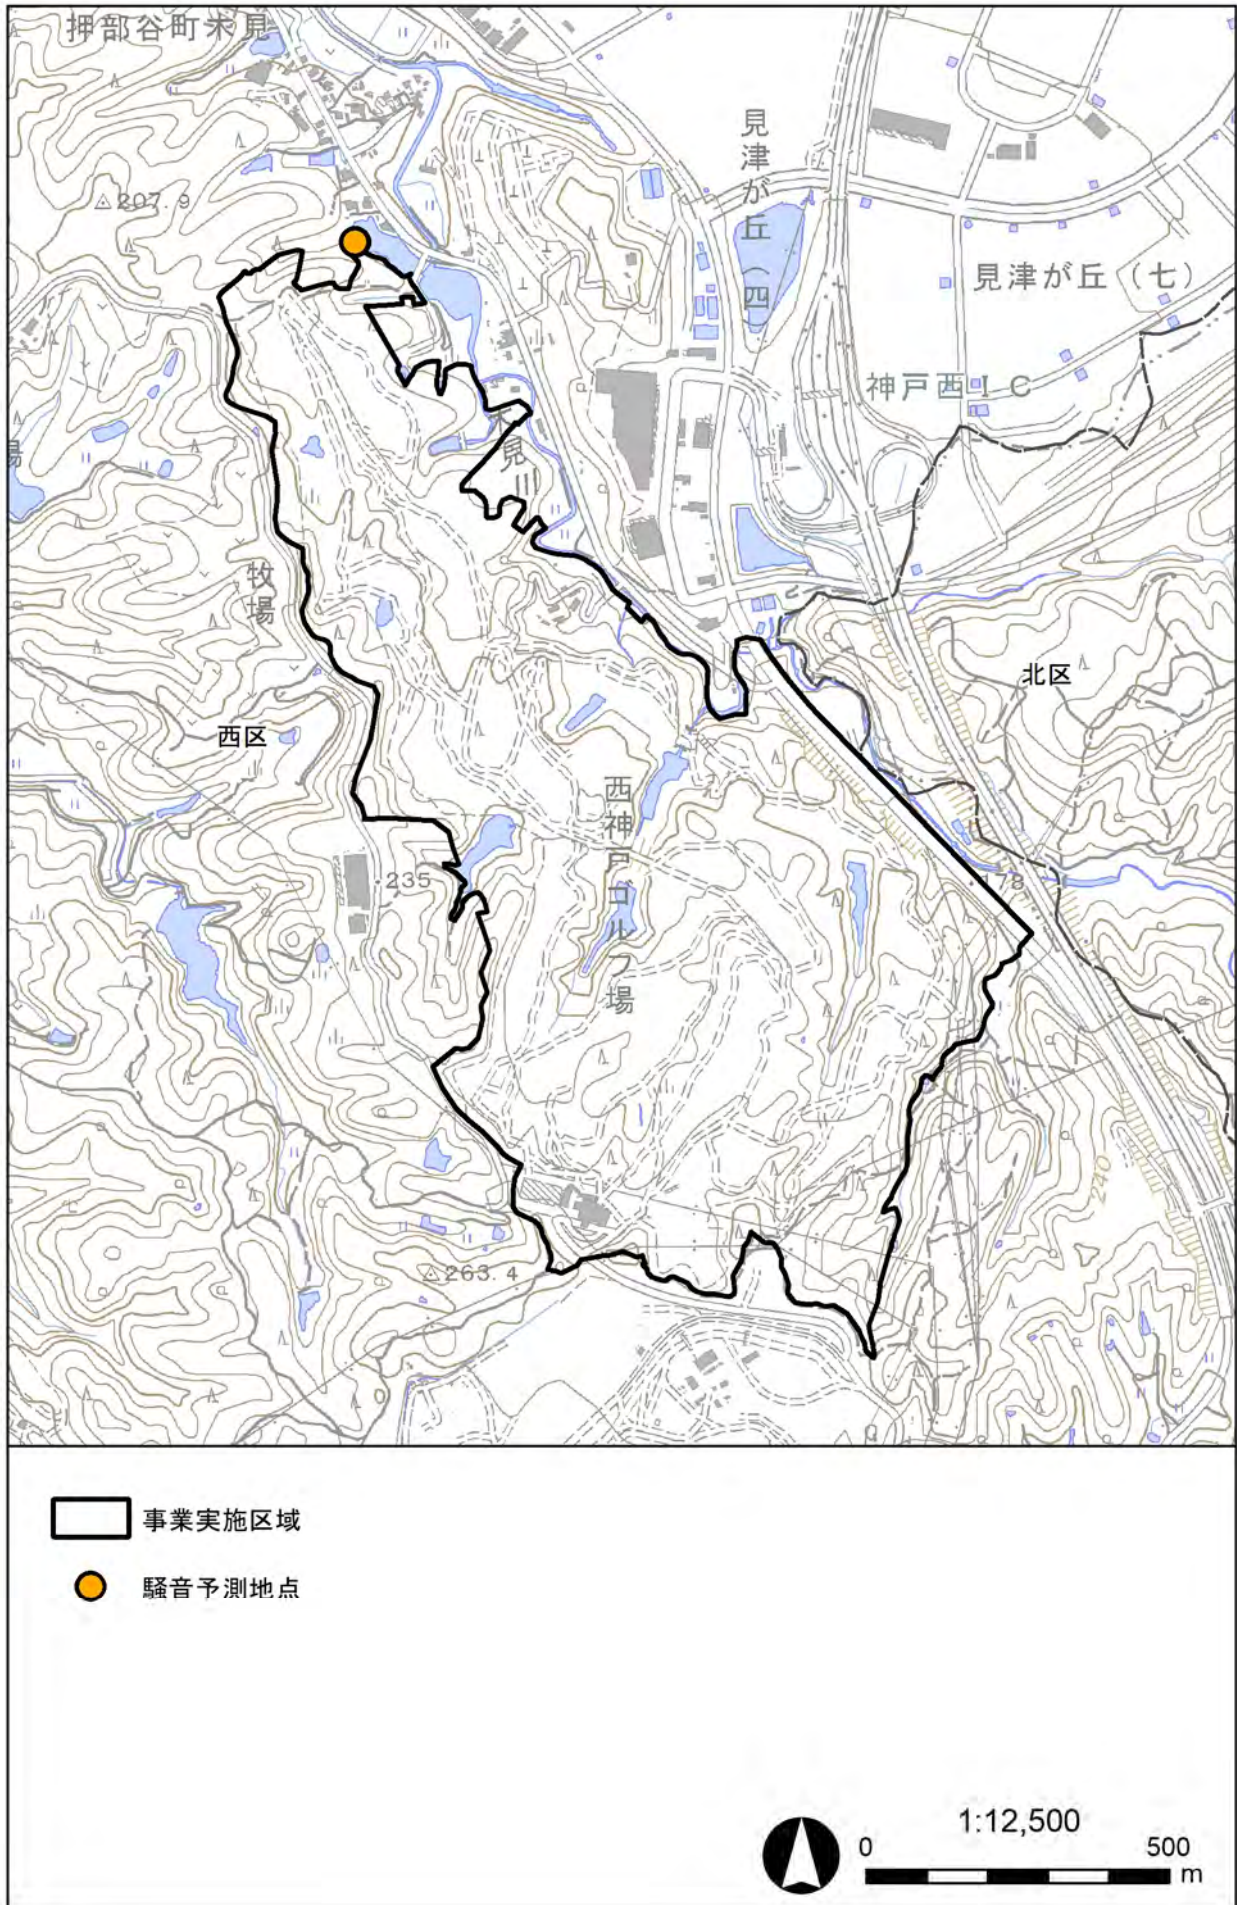 押部谷町木見
見津が丘（四）
207.9
見津が丘（七）
神戸西ＩＣ
木見川
牧場
北区
西区
西神戸ゴルフ場
235
178
240
263.4
事業実施区域
騒音予測地点
1:12,500
0 500
m